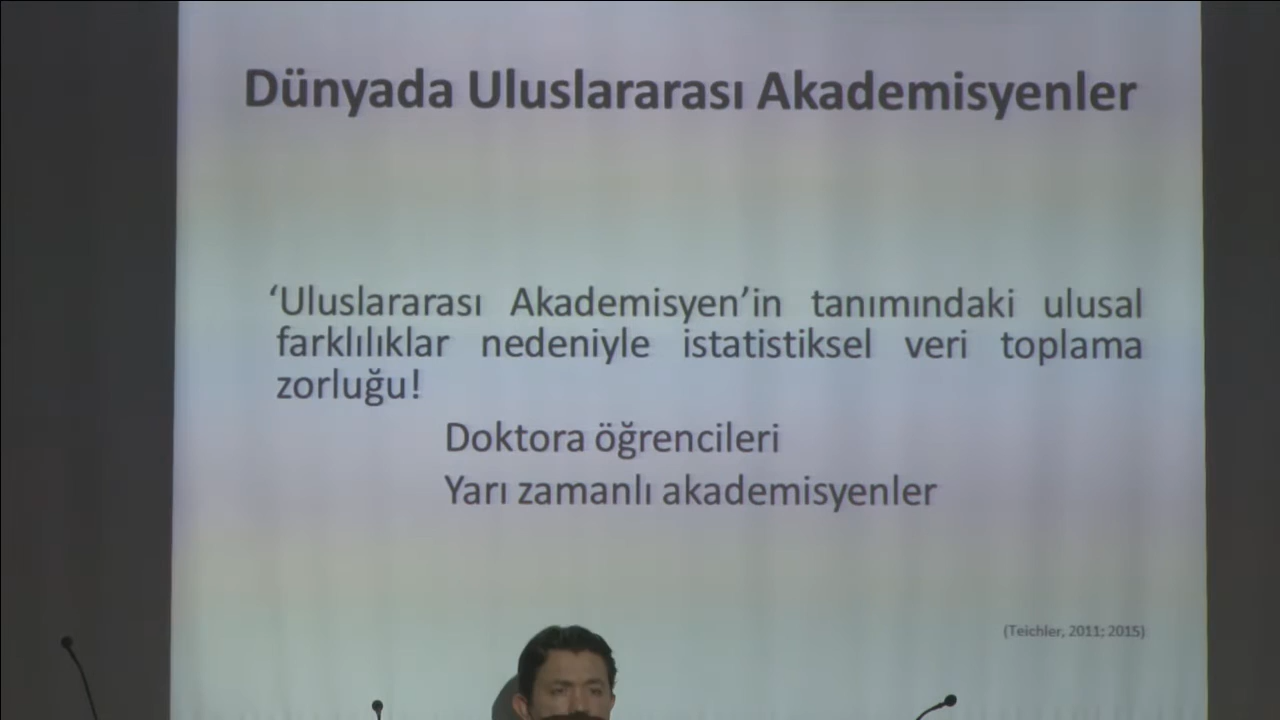 Dünyada Uluslararası Akademisyenler
‘Uluslararası Akademisyen’in tanımındaki ulusal
farklılıklar nedeniyle istatistiksel veri toplama
zorluğu!
Doktora öğrencileri
Yarı zamanlı akademisyenler
(Teichler, 2011; 2015)